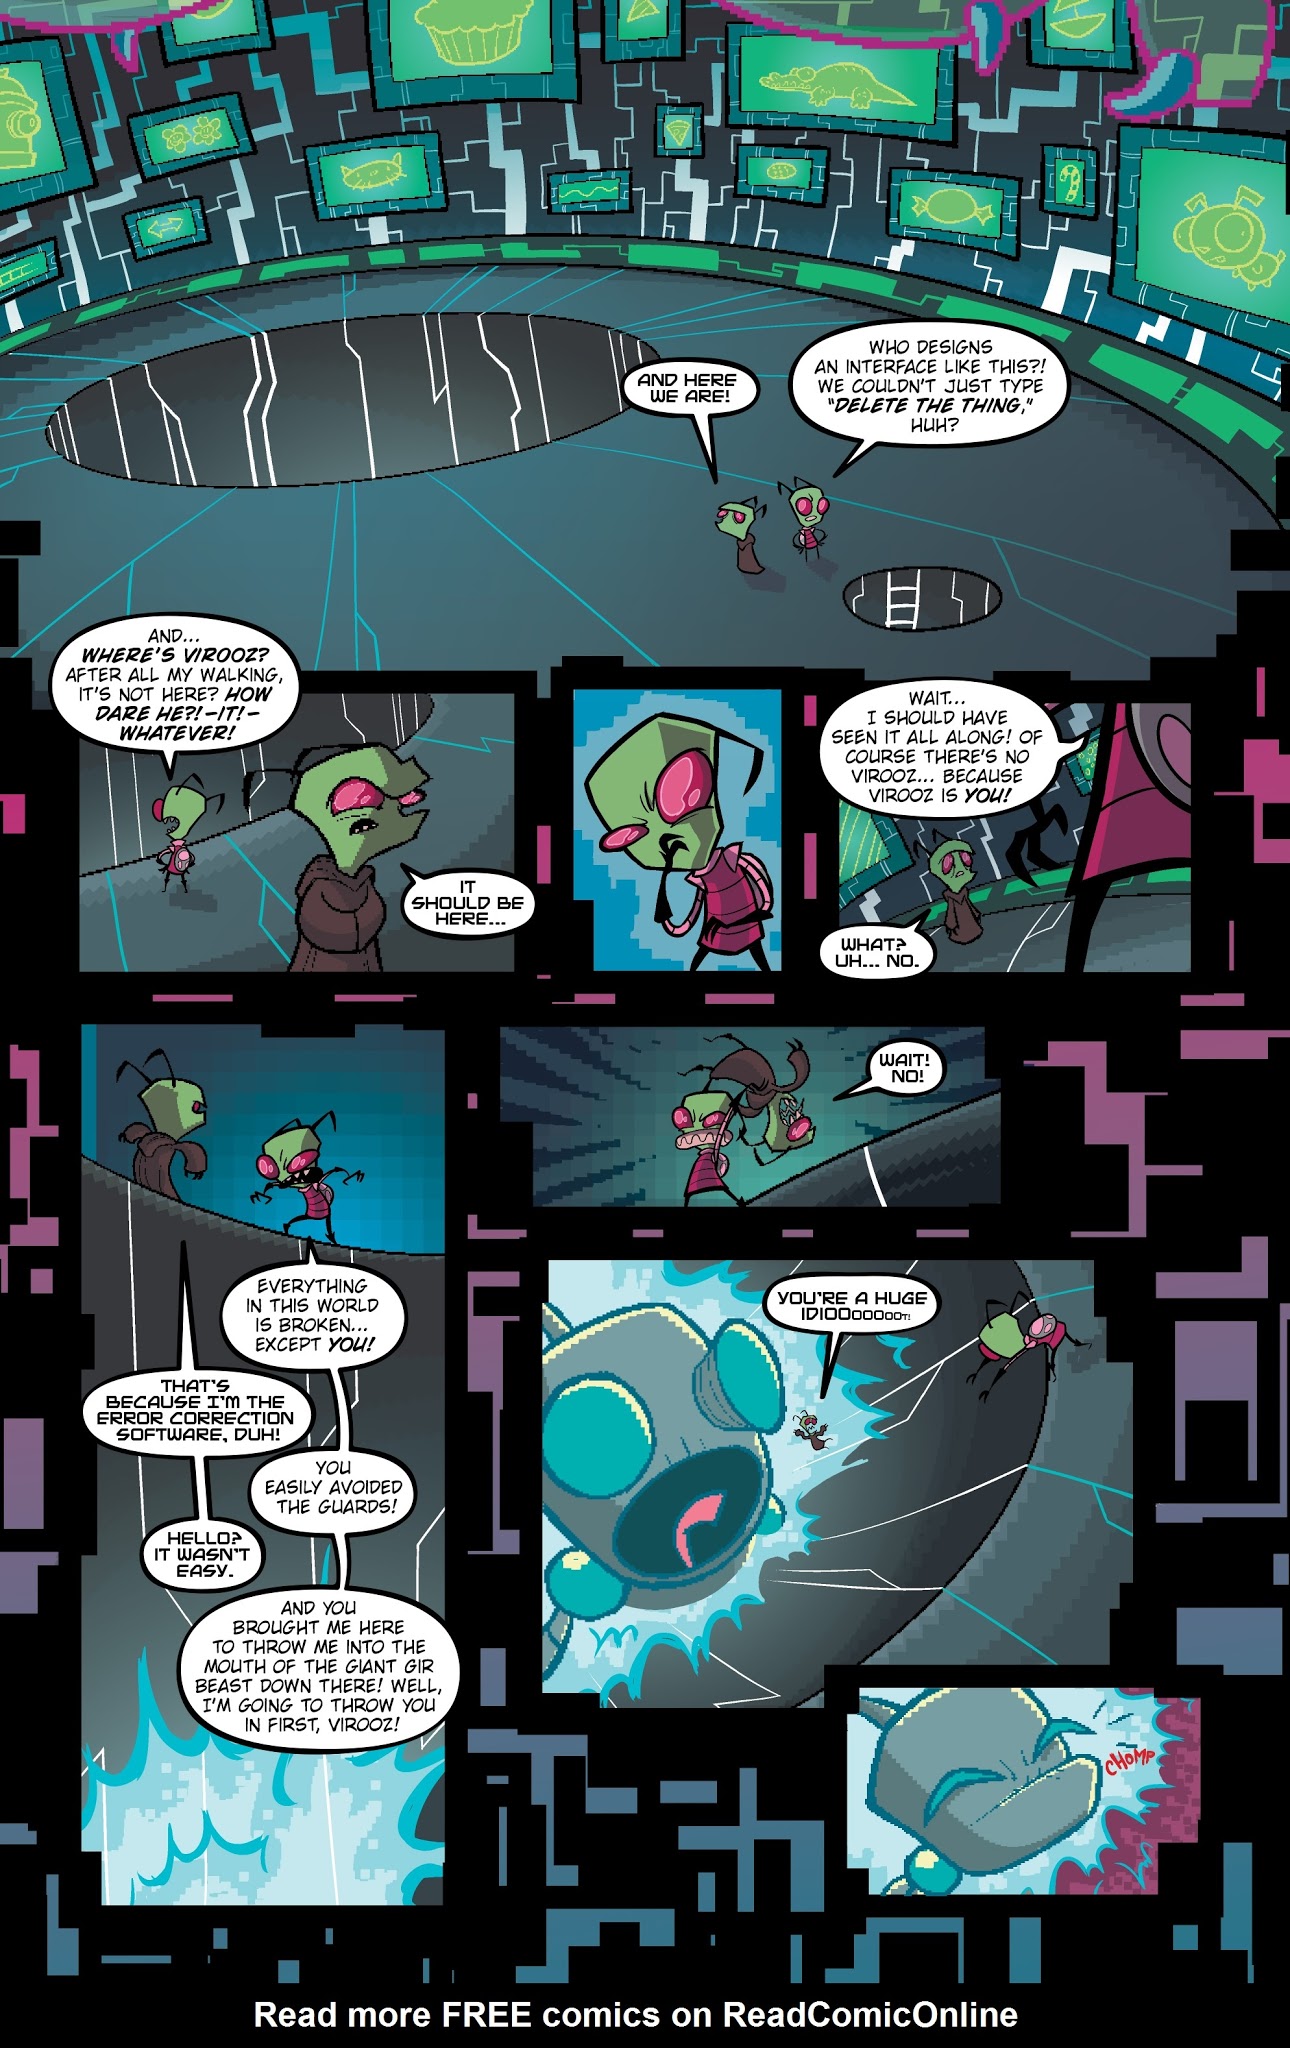 AND HERE
WE ARE!
WHO DESIGNS
AN INTERFACE LIKE THIS?!
WE COULDN'T JUST TYPE
"DELETE THE THING,"
HUH?
AND...
WHERE'S VIROOZ?
AFTER ALL MY WALKING,
IT'S NOT HERE? HOW
DARE HE?!-IT!-
WHATEVER!
IT
SHOULD BE
HERE...
WAIT...
I SHOULD HAVE
SEEN IT ALL ALONG! OF
COURSE THERE'S NO
VIROOZ... BECAUSE
VIROOZ IS YOU!
WHAT?
UH... NO.
EVERYTHING
IN THIS WORLD
IS BROKEN...
EXCEPT YOU!
THAT'S
BECAUSE I'M THE
ERROR CORRECTION
SOFTWARE, DUH!
YOU
EASILY AVOIDED
THE GUARDS!
HELLO?
IT WASN'T
EASY.
AND YOU
BROUGHT ME HERE
TO THROW ME INTO THE
MOUTH OF THE GIANT GIR
BEAST DOWN THERE! WELL,
I'M GOING TO THROW YOU
IN FIRST, VIROOZ!
WAIT!
NO!
YOU'RE A HUGE
IDIOOOOOOOT!
CHOMP
Read more FREE comics on ReadComicOnline